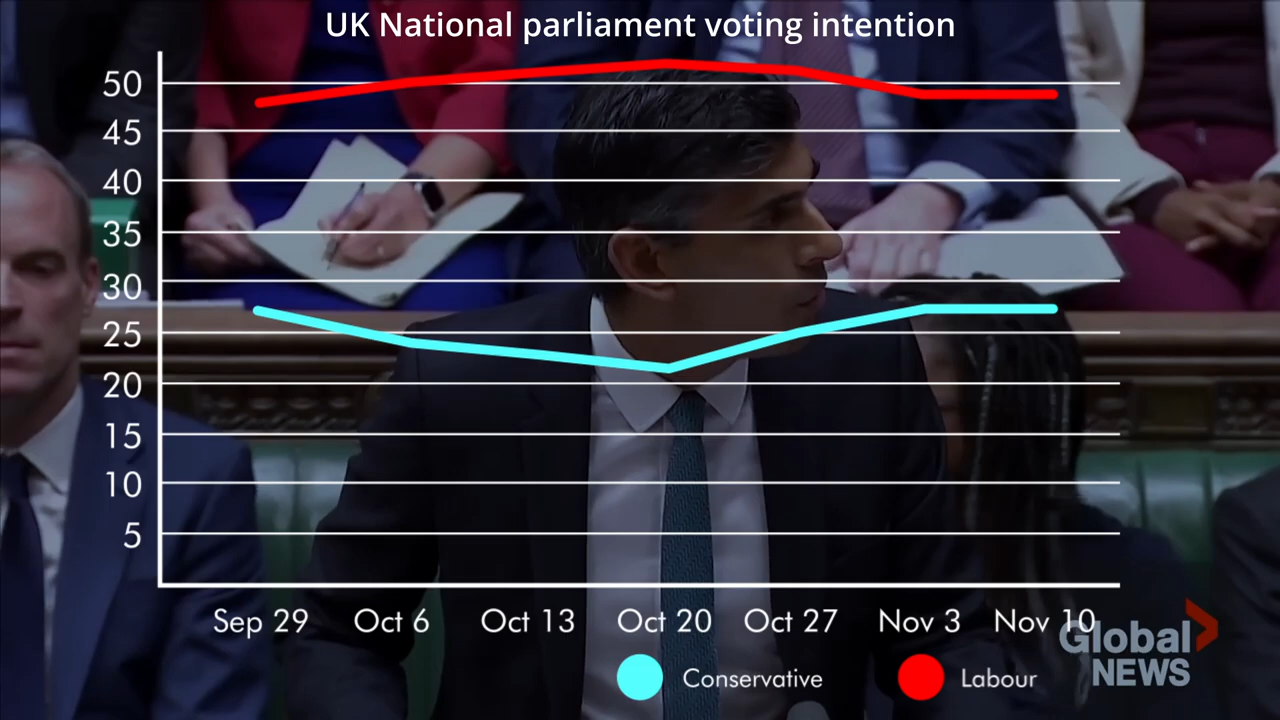 UK National parliament voting intention
50
45
40
35
30
25
20
15
10
5
Sep 29 Oct 6 Oct 13 Oct 20 Oct 27 Nov 3 Nov 10
Conservative Labour
Global
NEWS